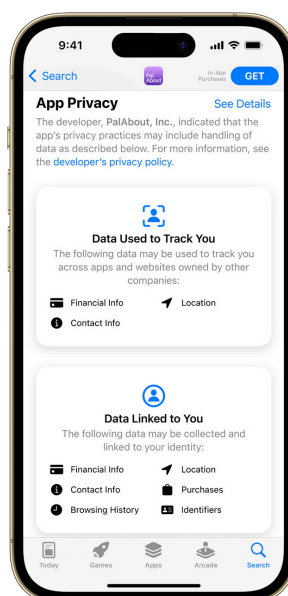 9:41
Search
Pal
About
In-App
Purchases
GET
App Privacy
See Details
The developer, PalAbout, Inc., indicated that the
app's privacy practices may include handling of
data as described below. For more information, see
the developer's privacy policy.
Data Used to Track You
The following data may be used to track you
across apps and websites owned by other
companies:
Financial Info
Location
Contact Info
Data Linked to You
The following data may be collected and
linked to your identity:
Financial Info
Location
Contact Info
Purchases
Browsing History
Identifiers
Today
Games
Apps
Arcade
Search